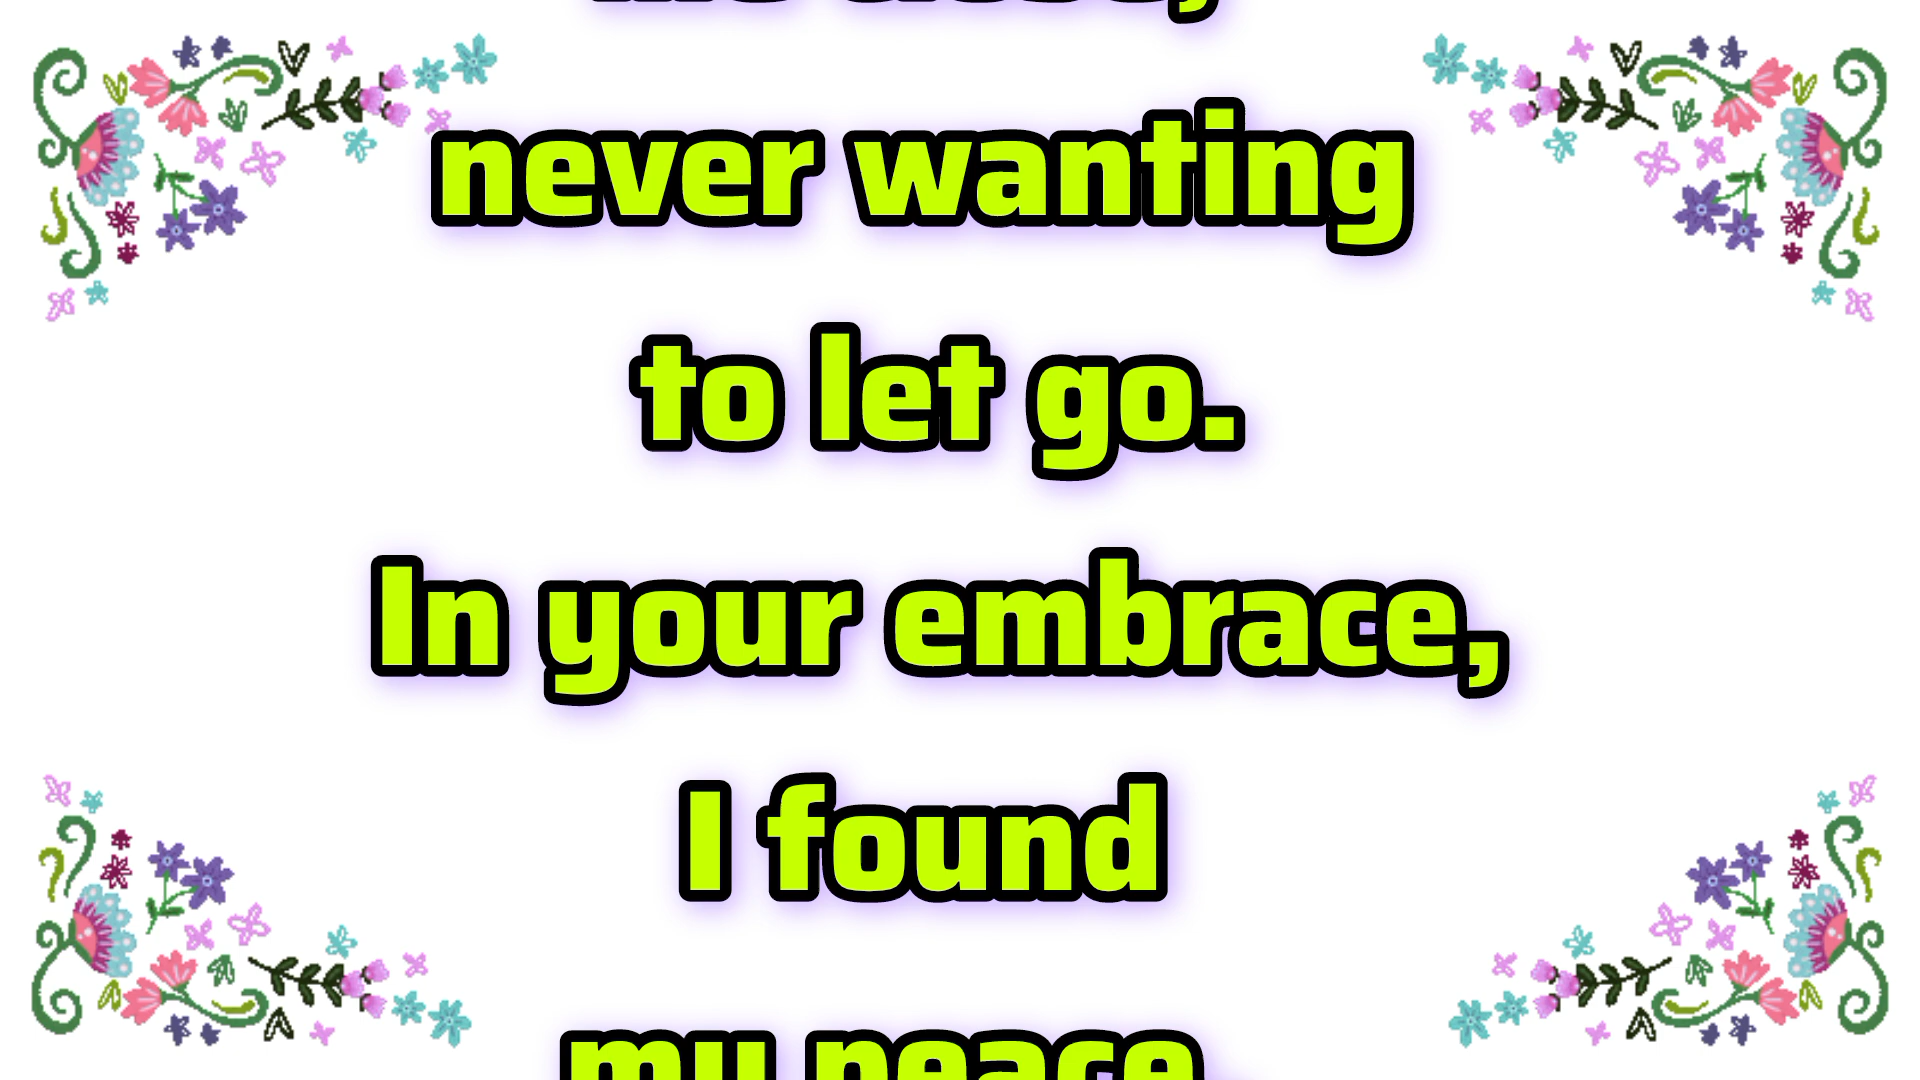 never wanting
to let go.
In your embrace,
I found
my peace